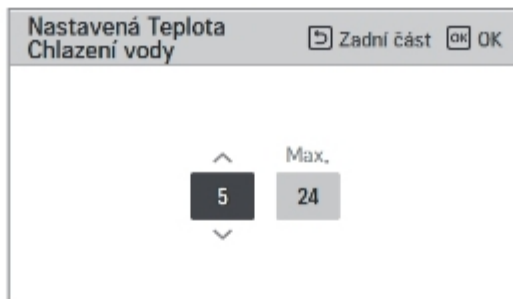 Nastavená Teplota
Chlazení vody
Zadní část OK OK
Max.
5 24